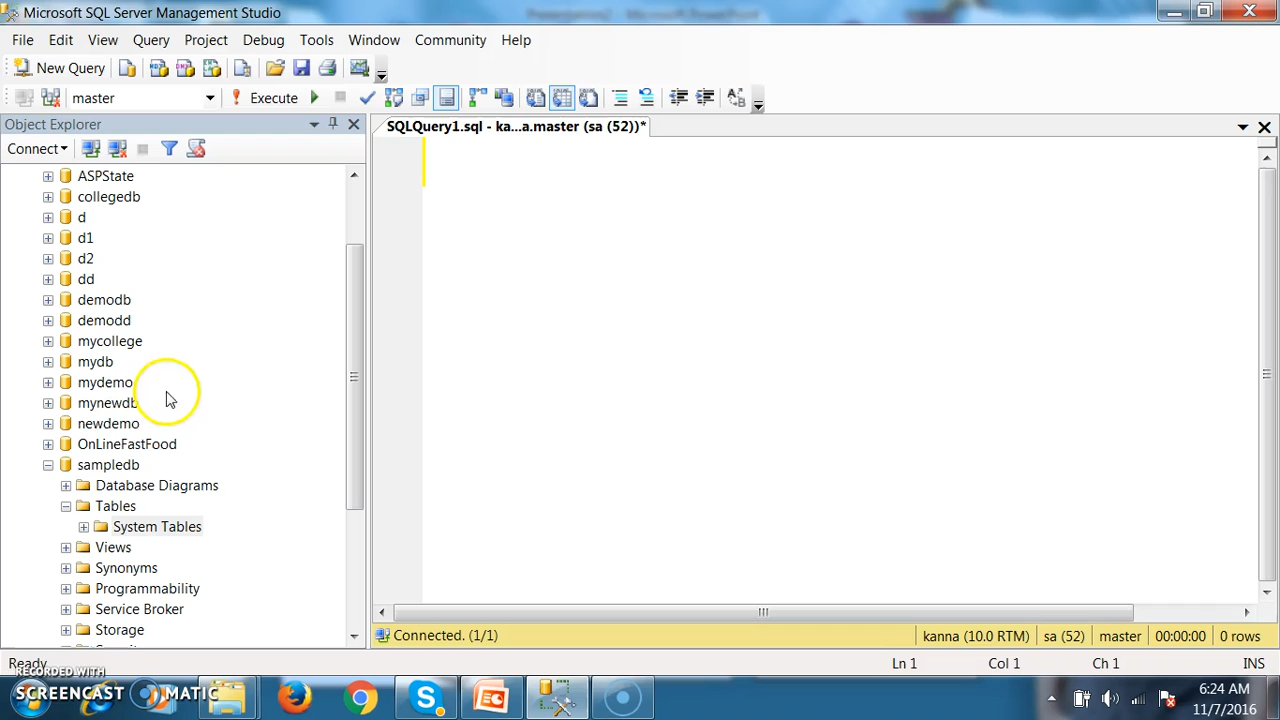 Microsoft SQL Server Management Studio
Presentation2 - Microsoft PowerPoint
File Edit View Query Project Debug Tools Window Community Help
New Query
master Execute
Object Explorer
SQLQuery1.sql - ka...a.master (sa (52))*
Connect
ASPState
collegedb
d
d1
d2
dd
demodb
demodd
mycollege
mydb
mydemo
mynewdb
newdemo
OnLineFastFood
sampledb
Database Diagrams
Tables
System Tables
Views
Synonyms
Programmability
Service Broker
Storage
Connected. (1/1) kanna (10.0 RTM) sa (52) master 00:00:00 0 rows
Ready Ln 1 Col 1 Ch 1 INS
RECORDED WITH
SCREENCAST MATIC
6:24 AM
11/7/2016